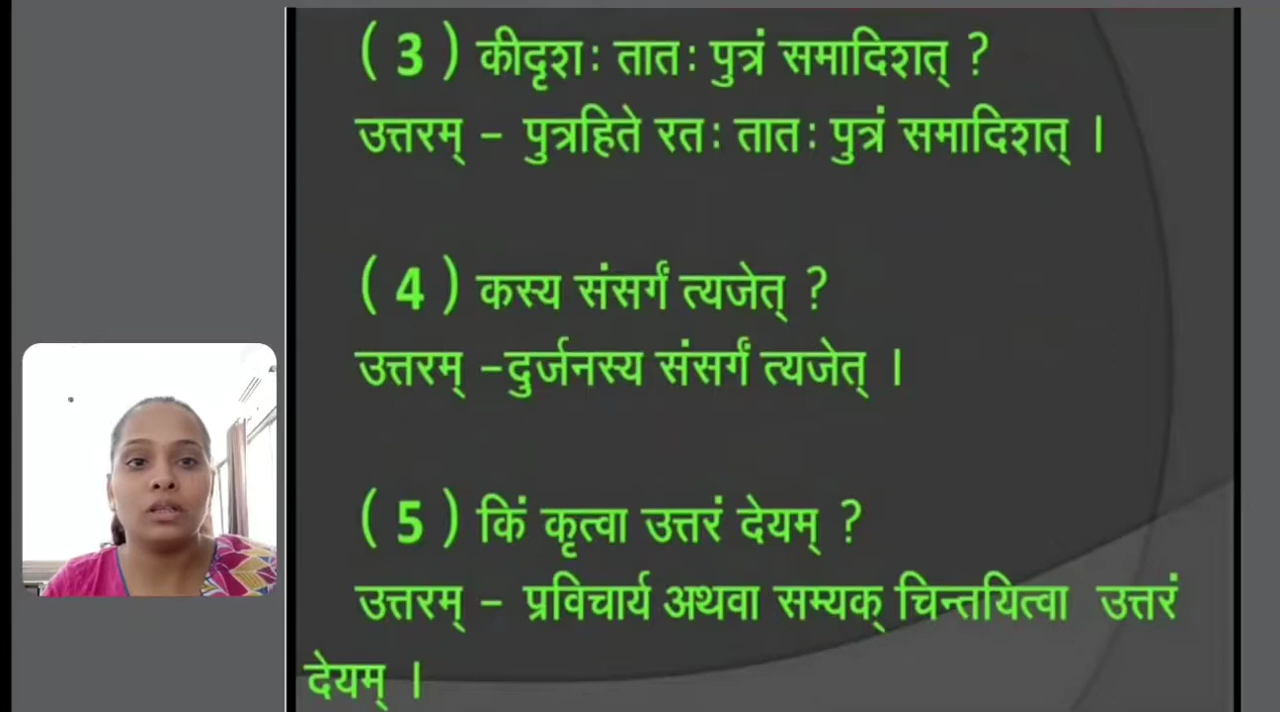 ( 3 ) कीदृशः तातः पुत्रं समादिशत् ?
उत्तरम् – पुत्रहिते रतः तातः पुत्रं समादिशत् ।
( 4 ) कस्य संसर्गं त्यजेत् ?
उत्तरम् –दुर्जनस्य संसर्गं त्यजेत् ।
( 5 ) किं कृत्वा उत्तरं देयम् ?
उत्तरम् – प्रविचार्य अथवा सम्यक् चिन्तयित्वा उत्तरं
देयम् ।